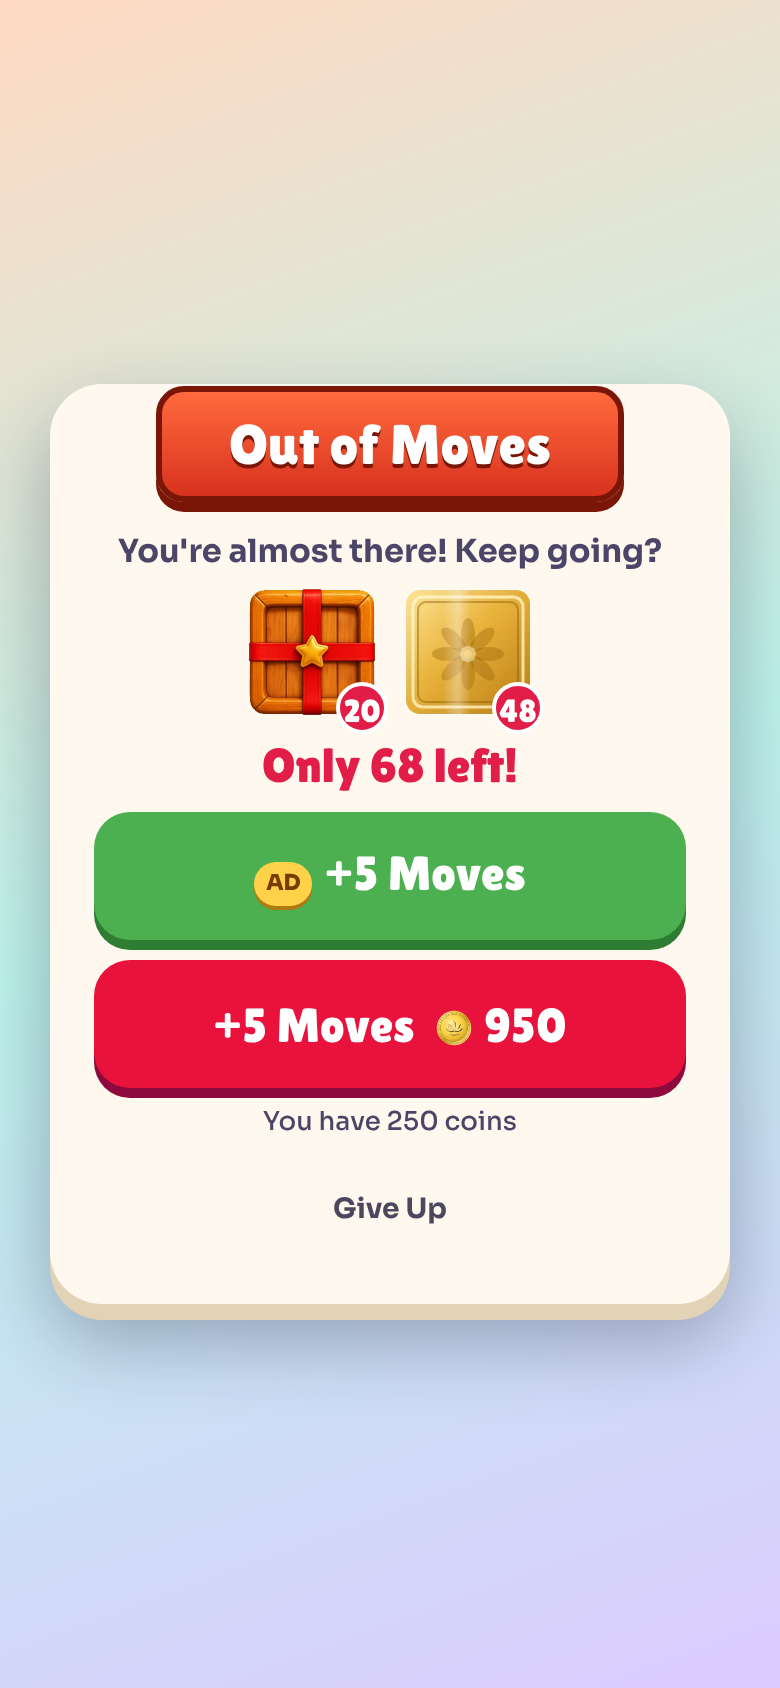 Out of Moves
You're almost there! Keep going?
20 48
Only 68 left!
AD +5 Moves
+5 Moves 950
You have 250 coins
Give Up